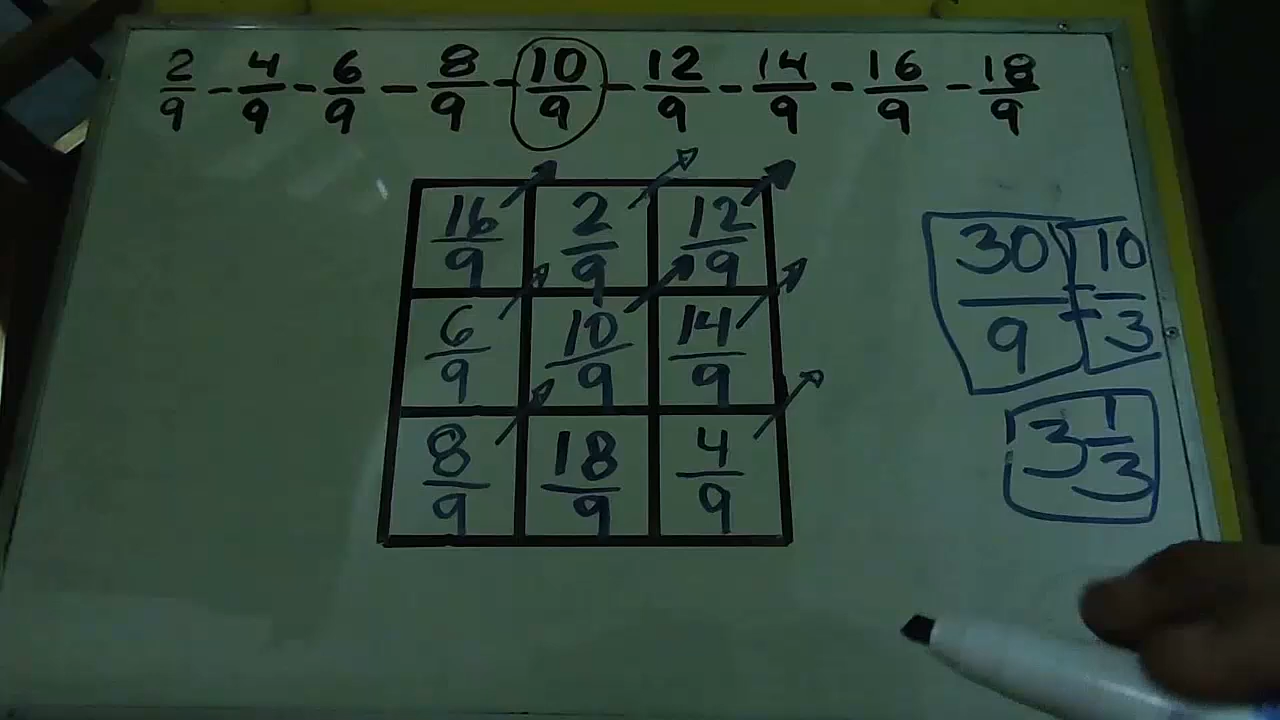 2/9 - 4/9 - 6/9 - 8/9 - 10/9 - 12/9 - 14/9 - 16/9 - 18/9
16/9 2/9 12/9
6/9 10/9 14/9
8/9 18/9 4/9
30/9 = 10/3
3 1/3